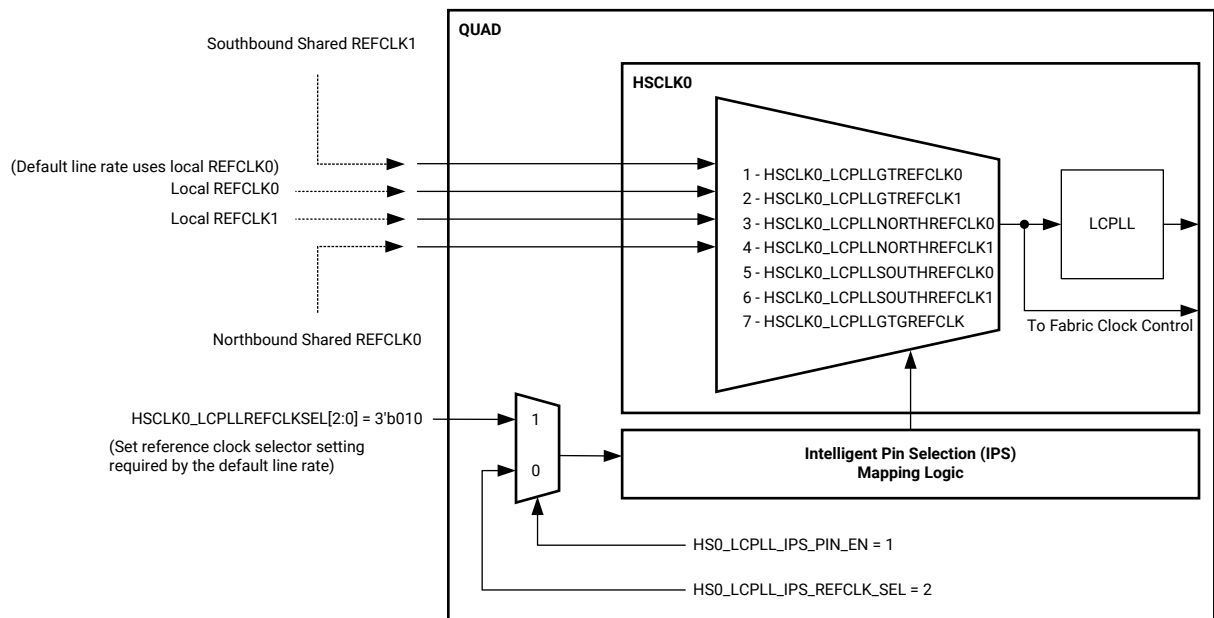 QUAD
Southbound Shared REFCLK1
HSCLK0
(Default line rate uses local REFCLK0)
Local REFCLK0
Local REFCLK1
Northbound Shared REFCLK0
1 - HSCLK0_LCPLLGTREFCLK0
2 - HSCLK0_LCPLLGTREFCLK1
3 - HSCLK0_LCPLLNORTHREFCLK0
4 - HSCLK0_LCPLLNORTHREFCLK1
5 - HSCLK0_LCPLLSOUTHREFCLK0
6 - HSCLK0_LCPLLSOUTHREFCLK1
7 - HSCLK0_LCPLLGTGREFCLK
LCPLL
To Fabric Clock Control
HSCLK0_LCPLLREFCLKSEL[2:0] = 3'b010
(Set reference clock selector setting
required by the default line rate)
1
0
Intelligent Pin Selection (IPS)
Mapping Logic
HS0_LCPLL_IPS_PIN_EN = 1
HS0_LCPLL_IPS_REFCLK_SEL = 2